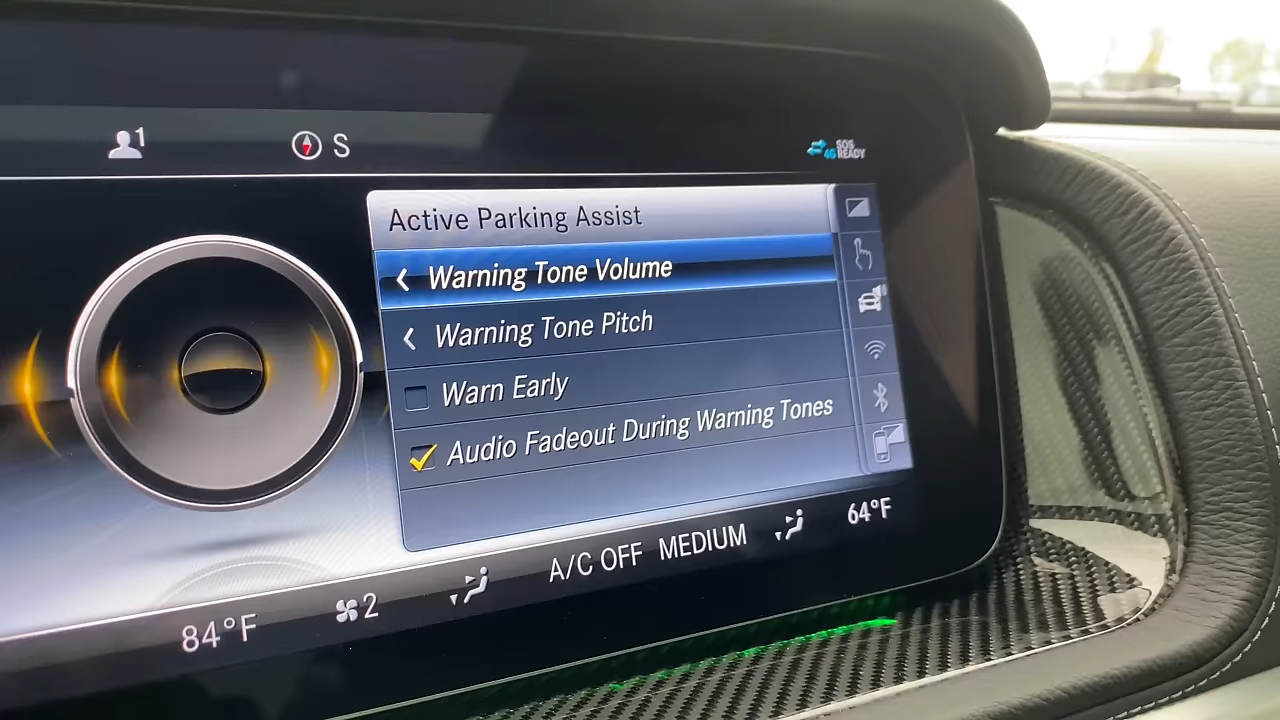 1
S
SOS
4G READY
Active Parking Assist
Warning Tone Volume
Warning Tone Pitch
Warn Early
Audio Fadeout During Warning Tones
84°F 2 A/C OFF MEDIUM 64°F